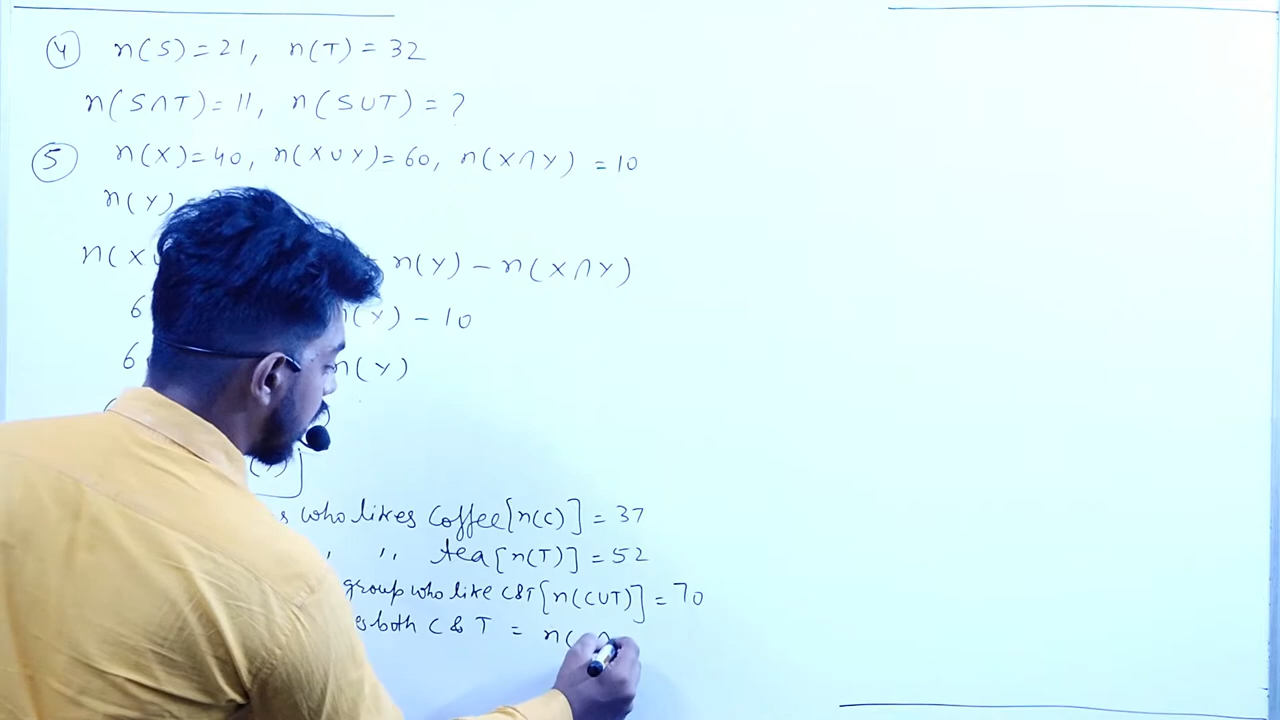 ④ n(S) = 21, n(T) = 32
n(S∩T) = 11, n(S∪T) = ?
⑤ n(X) = 40, n(X∪Y) = 60, n(X∩Y) = 10
n(Y)
n(X∪ n(Y) - n(X∩Y)
6 n(Y) - 10
6 n(Y)
who likes Coffee [n(C)] = 37
" tea [n(T)] = 52
group who like C&T [n(C∪T)] = 70
both C & T = n(